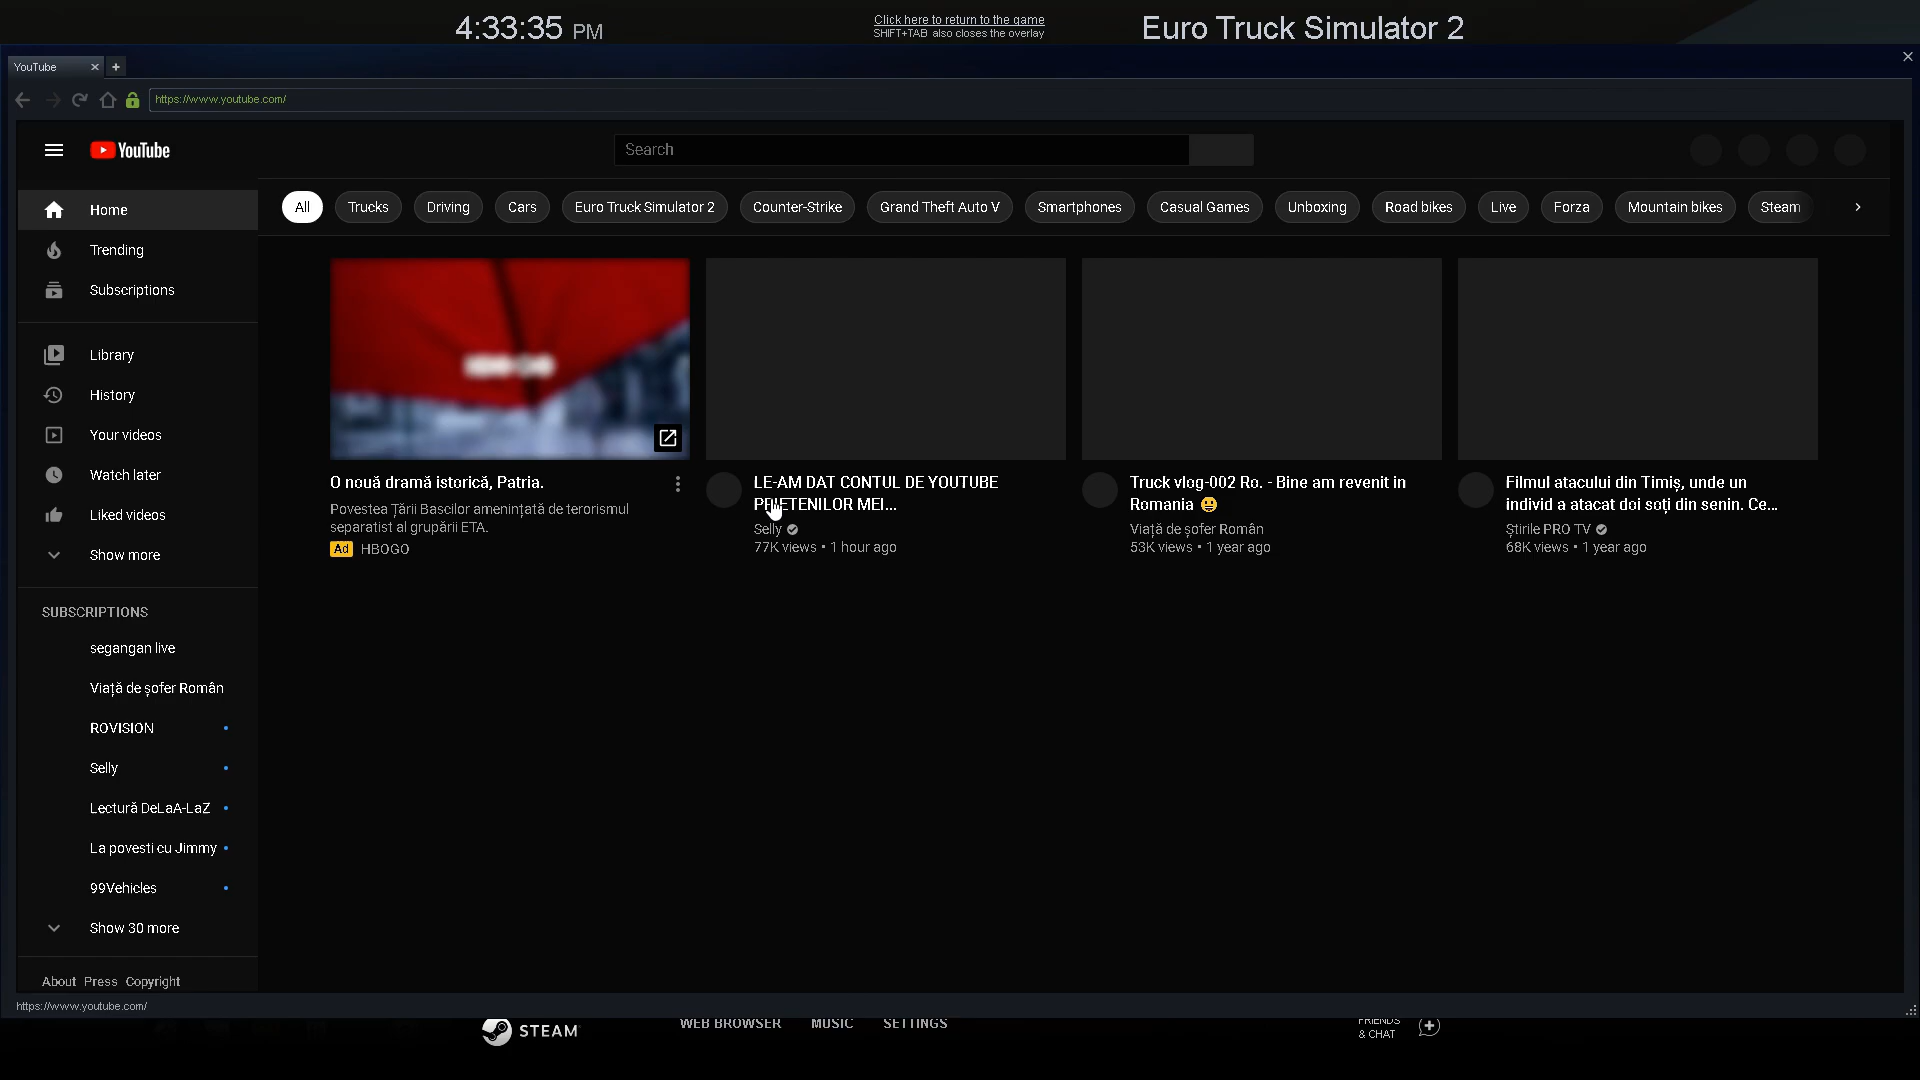 4:33:35 PM
Click here to return to the game
SHIFT+TAB also closes the overlay
Euro Truck Simulator 2
YouTube
https://www.youtube.com/
YouTube
Search
All
Trucks
Driving
Cars
Euro Truck Simulator 2
Counter-Strike
Grand Theft Auto V
Smartphones
Casual Games
Unboxing
Road bikes
Live
Forza
Mountain bikes
Steam
Home
Trending
Subscriptions
Library
History
Your videos
Watch later
Liked videos
Show more
SUBSCRIPTIONS
segangan live
Viață de șofer Român
ROVISION
Selly
Lectură DeLaA-LaZ
La povesti cu Jimmy
99Vehicles
Show 30 more
About Press Copyright
O nouă dramă istorică, Patria.
Povestea Țării Bascilor amenințată de terorismul
separatist al grupării ETA.
Ad HBOGO
LE-AM DAT CONTUL DE YOUTUBE
PRIETENILOR MEI...
Selly
77K views • 1 hour ago
Truck vlog-002 Ro. - Bine am revenit in
Romania 😀
Viață de șofer Român
53K views • 1 year ago
Filmul atacului din Timiș, unde un
individ a atacat doi soți din senin. Ce...
Știrile PRO TV
68K views • 1 year ago
https://www.youtube.com/
STEAM
WEB BROWSER
MUSIC
SETTINGS
FRIENDS
& CHAT